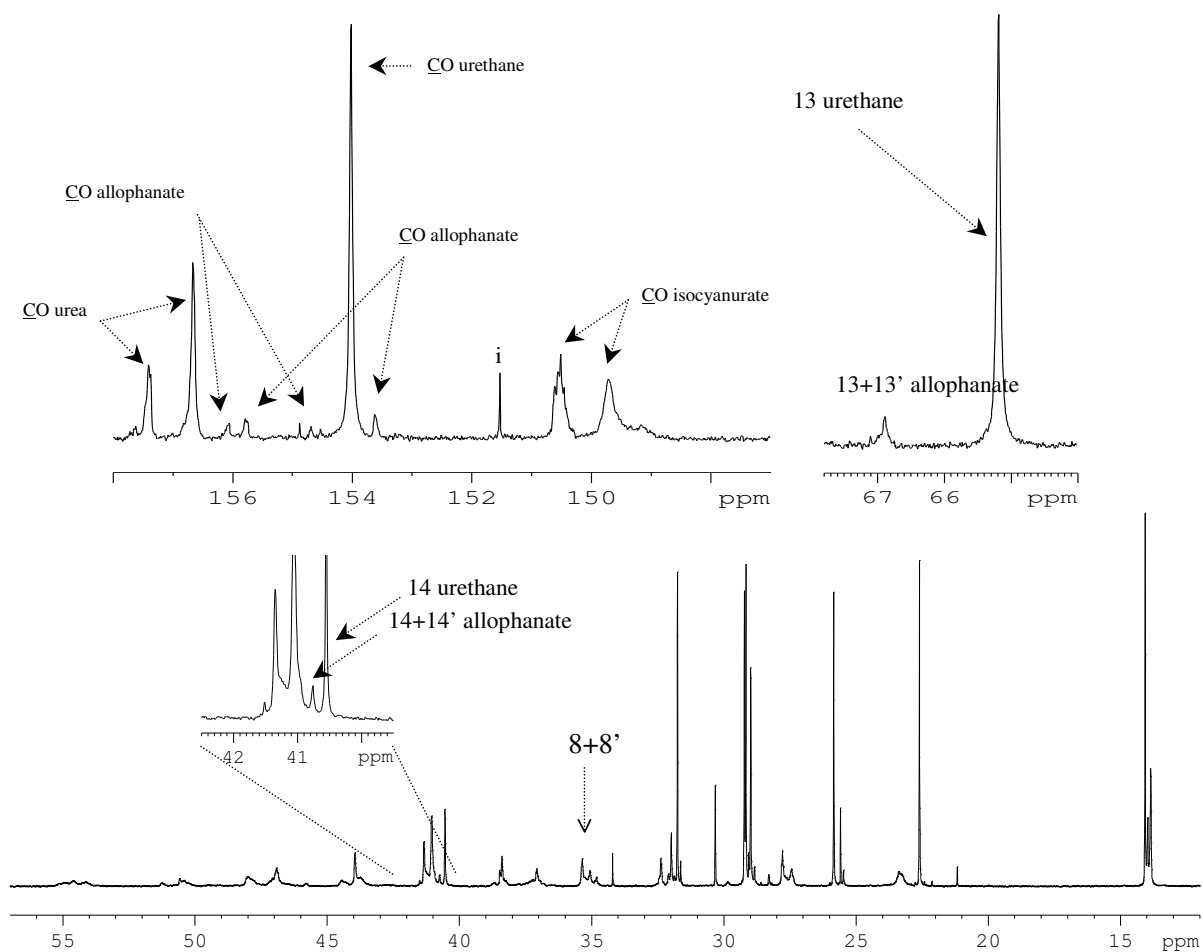 CO urethane
13 urethane
CO allophanate
CO allophanate
CO isocyanurate
CO urea
i
13+13’ allophanate
156 154 152 150 ppm
67 66 ppm
14 urethane
14+14’ allophanate
42 41 ppm
8+8’
55 50 45 40 35 30 25 20 15 ppm